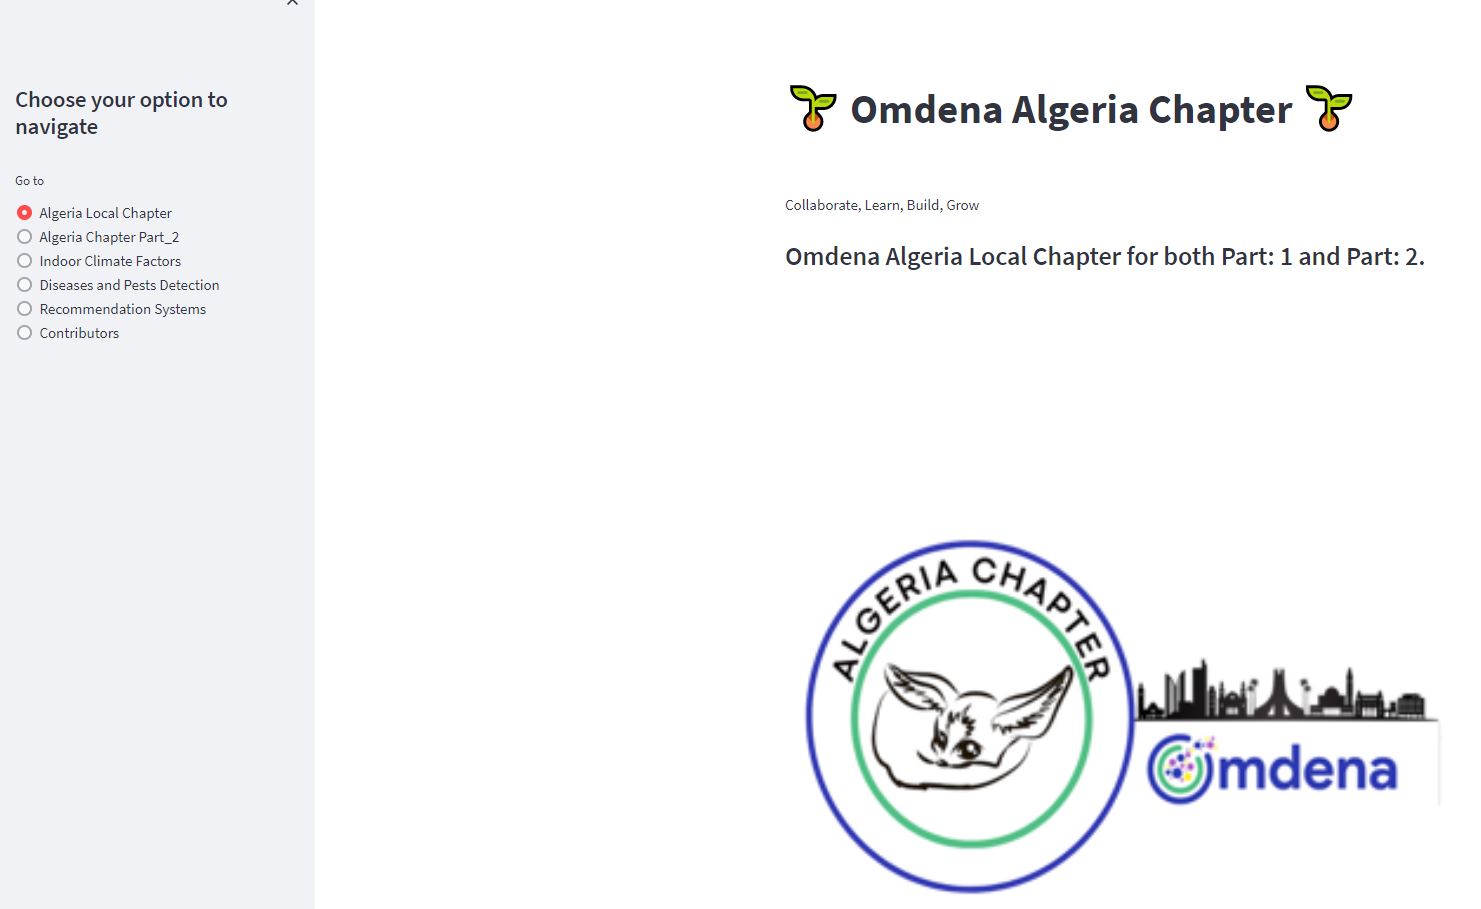 Choose your option to
navigate
Go to
Algeria Local Chapter
Algeria Chapter Part_2
Indoor Climate Factors
Diseases and Pests Detection
Recommendation Systems
Contributors
Omdena Algeria Chapter
Collaborate, Learn, Build, Grow
Omdena Algeria Local Chapter for both Part: 1 and Part: 2.
ALGERIA CHAPTER
Omdena